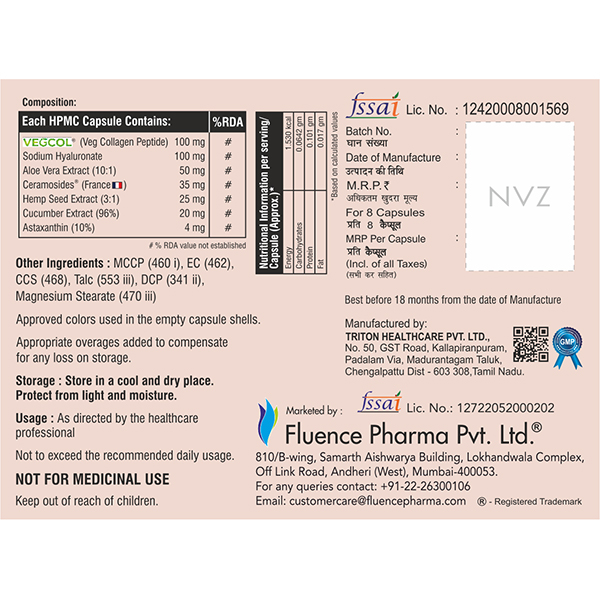 Composition:
Each HPMC Capsule Contains: %RDA
VEGCOL® (Veg Collagen Peptide) 100 mg #
Sodium Hyaluronate 100 mg #
Aloe Vera Extract (10:1) 50 mg #
Ceramosides® (France) 35 mg #
Hemp Seed Extract (3:1) 25 mg #
Cucumber Extract (96%) 20 mg #
Astaxanthin (10%) 4 mg #
# % RDA value not established
Other Ingredients : MCCP (460 i), EC (462),
CCS (468), Talc (553 iii), DCP (341 ii),
Magnesium Stearate (470 iii)
Approved colors used in the empty capsule shells.
Appropriate overages added to compensate
for any loss on storage.
Storage : Store in a cool and dry place.
Protect from light and moisture.
Usage : As directed by the healthcare
professional
Not to exceed the recommended daily usage.
NOT FOR MEDICINAL USE
Keep out of reach of children.
Nutritional Information per serving/
Capsule (Approx.)*
Energy 1.530 kcal
Carbohydrates 0.0642 gm
Protein 0.101 gm
Fat 0.017 gm
*Based on calculated values
fssai Lic. No. : 12420008001569
Batch No. :
घान संख्या
Date of Manufacture :
उत्पादन की तिथि
M.R.P. ₹ :
अधिकतम खुदरा मूल्य
For 8 Capsules
प्रति 8 कैप्सूल
MRP Per Capsule :
प्रति कैप्सूल
(Incl. of all Taxes)
(सभी कर सहित)
NVZ
Best before 18 months from the date of Manufacture
Manufactured by:
TRITON HEALTHCARE PVT. LTD.,
No. 50, GST Road, Kallapiranpuram,
Padalam Via, Madurantagam Taluk,
Chengalpattu Dist - 603 308,Tamil Nadu.
GMP
Marketed by : fssai Lic. No.: 12722052000202
Fluence Pharma Pvt. Ltd.®
810/B-wing, Samarth Aishwarya Building, Lokhandwala Complex,
Off Link Road, Andheri (West), Mumbai-400053.
For any queries contact: +91-22-26300106
Email: customercare@fluencepharma.com ® - Registered Trademark